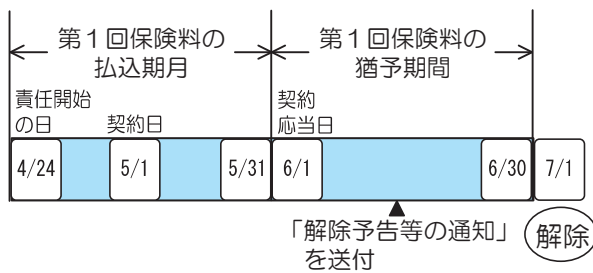 第１回保険料の
払込期月
第１回保険料の
猶予期間
責任開始
の日
契約日
契約
応当日
4/24
5/1
5/31
6/1
6/30
7/1
「解除予告等の通知」
を送付
解除